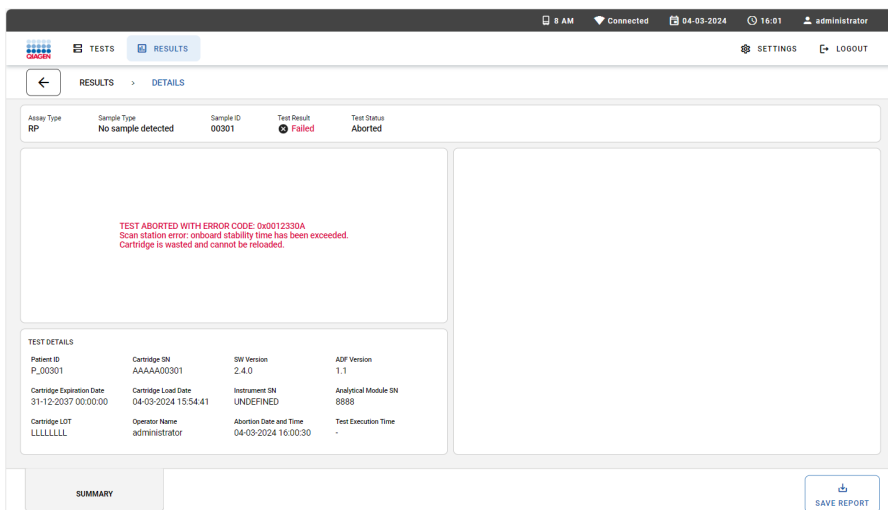 8 AM Connected 04-03-2024 16:01 administrator
QIAGEN TESTS RESULTS SETTINGS LOGOUT
RESULTS > DETAILS
Assay Type Sample Type Sample ID Test Result Test Status
RP No sample detected 00301 Failed Aborted
TEST ABORTED WITH ERROR CODE: 0x0012330A
Scan station error: onboard stability time has been exceeded.
Cartridge is wasted and cannot be reloaded.
TEST DETAILS
Patient ID Cartridge SN SW Version ADF Version
P_00301 AAAAA00301 2.4.0 1.1
Cartridge Expiration Date Cartridge Load Date Instrument SN Analytical Module SN
31-12-2037 00:00:00 04-03-2024 15:54:41 UNDEFINED 8888
Cartridge LOT Operator Name Abortion Date and Time Test Execution Time
LLLLLLLL administrator 04-03-2024 16:00:30 -
SUMMARY
SAVE REPORT